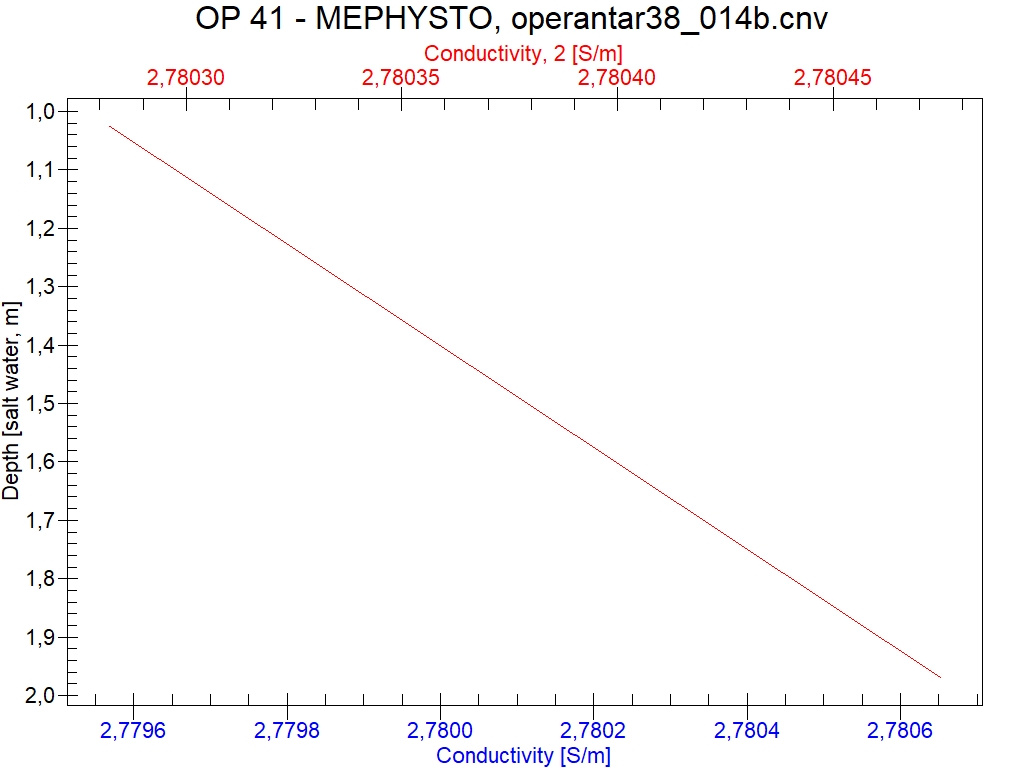 OP 41 - MEPHYSTO, operantar38_014b.cnv
Conductivity, 2 [S/m]
2,78030 2,78035 2,78040 2,78045
1,0
1,1
1,2
1,3
1,4
1,5
1,6
1,7
1,8
1,9
2,0
Depth [salt water, m]
2,7796 2,7798 2,7800 2,7802 2,7804 2,7806
Conductivity [S/m]